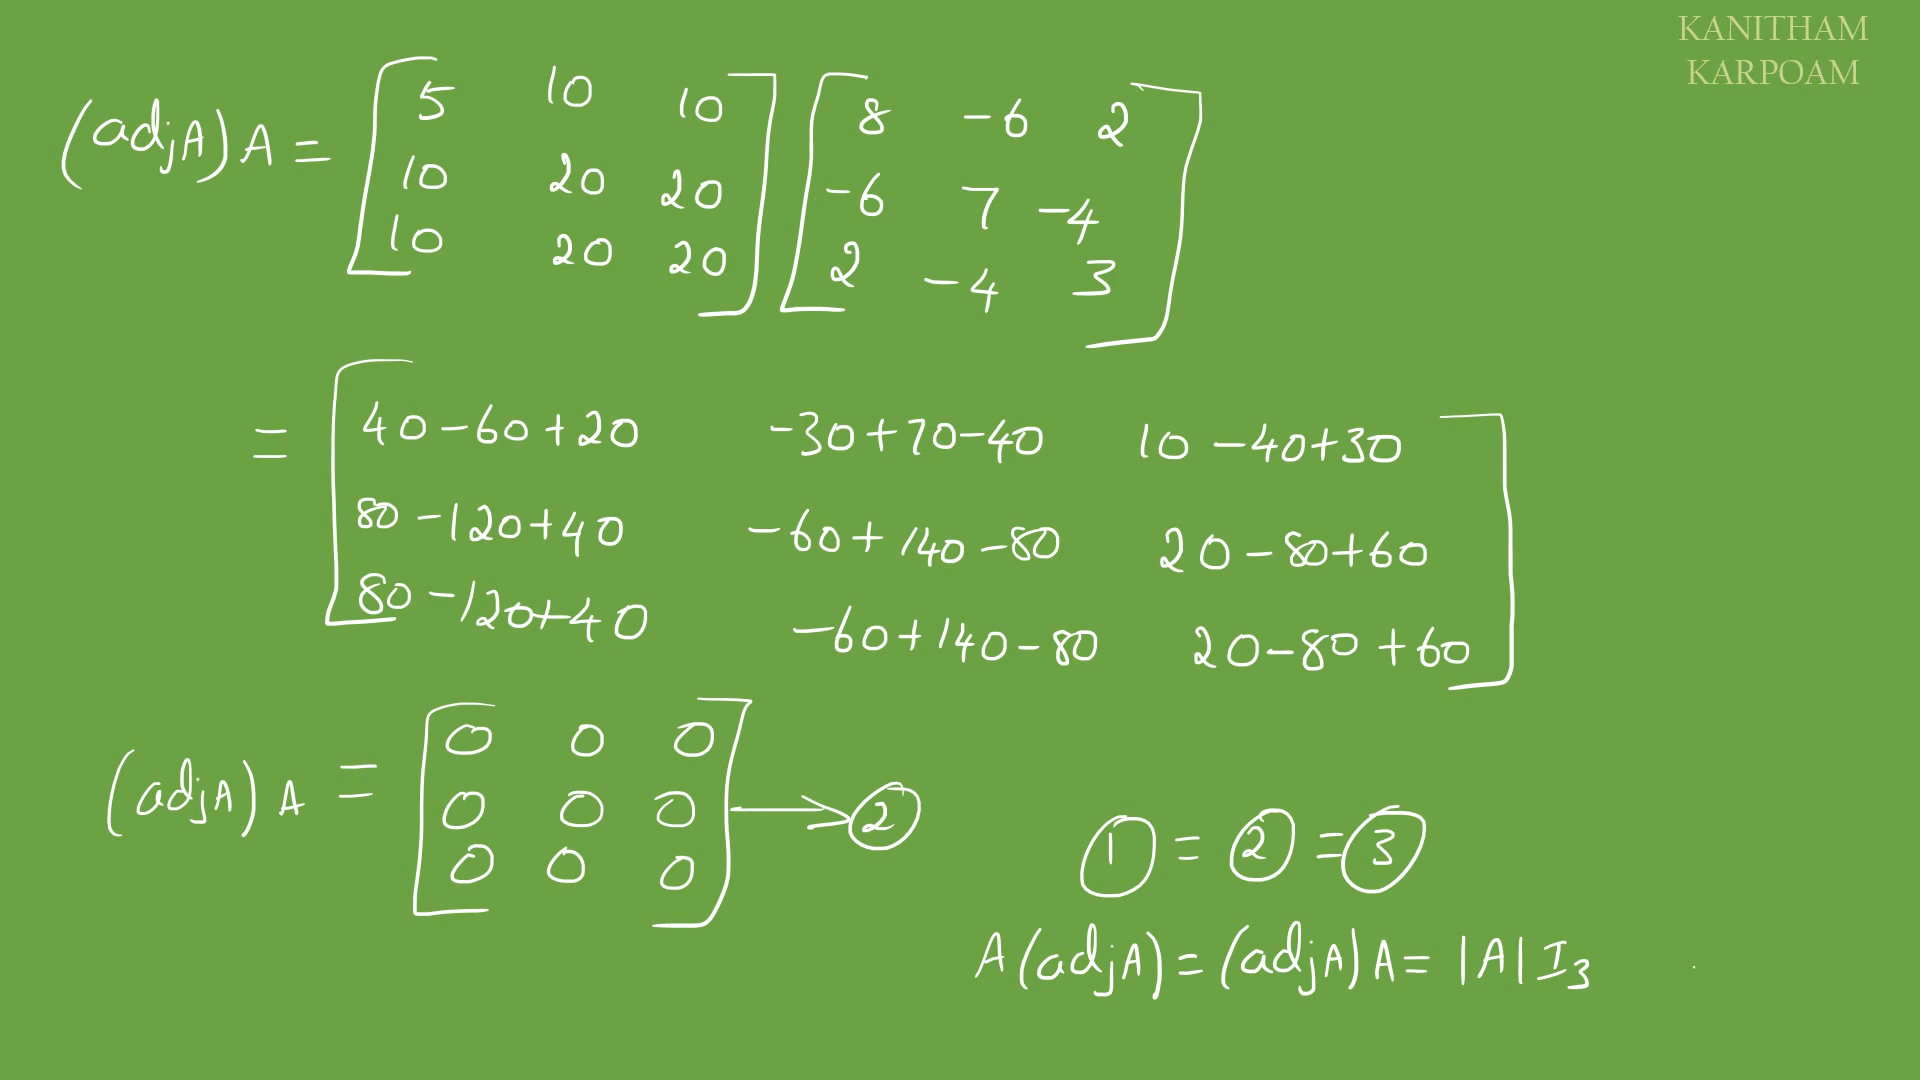 KANITHAM
KARPOAM
(adjA)A = [5 10 10] [8 -6 2]
[10 20 20] [-6 7 -4]
[10 20 20] [2 -4 3]
= [40-60+20 -30+70-40 10-40+30]
[80-120+40 -60+140-80 20-80+60]
[80-120+40 -60+140-80 20-80+60]
(adjA)A = [0 0 0]
[0 0 0] → ②
[0 0 0]
① = ② = ③
A(adjA) = (adjA)A = |A| I₃